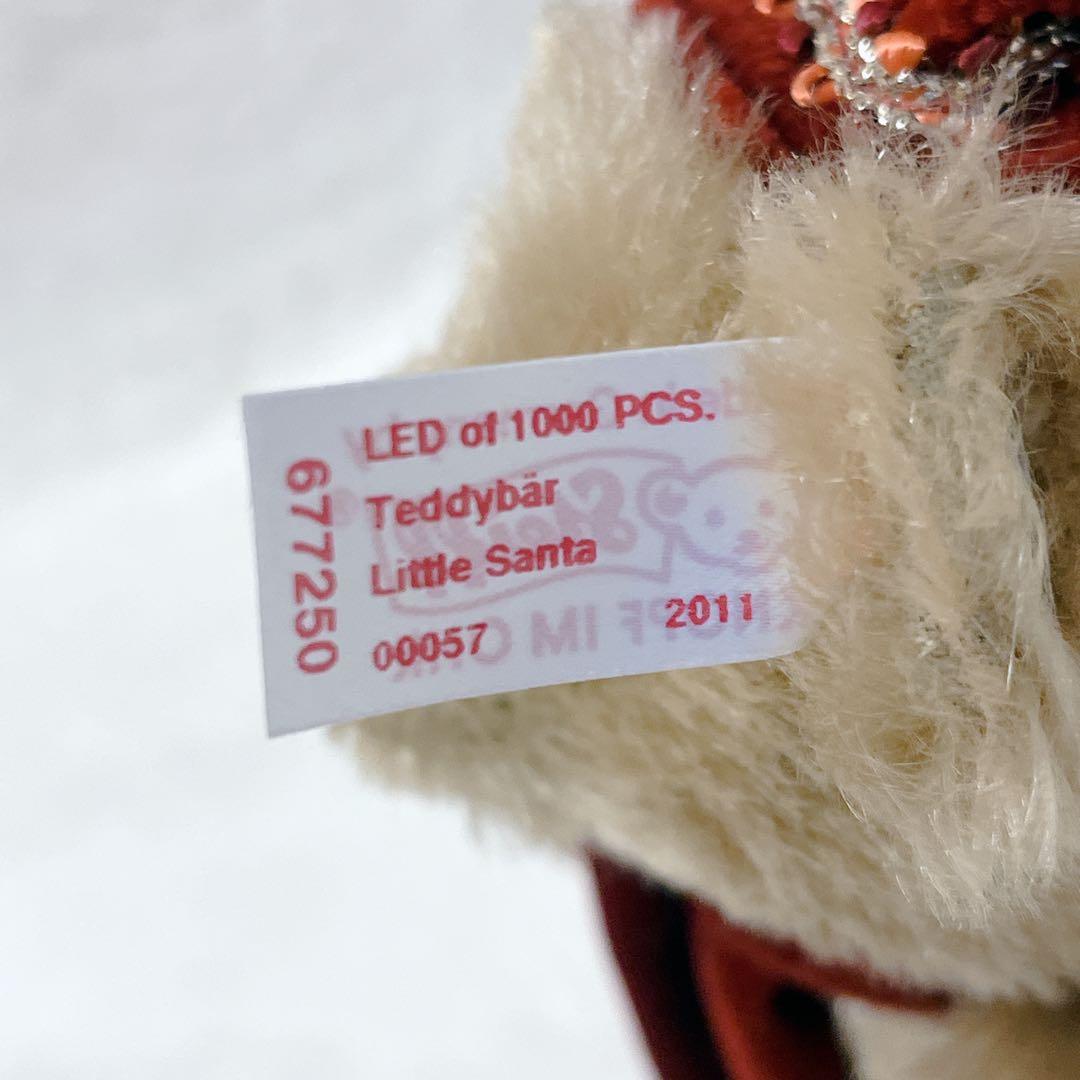 LED of 1000 PCS.
Teddybär
Little Santa
00057 2011
677250